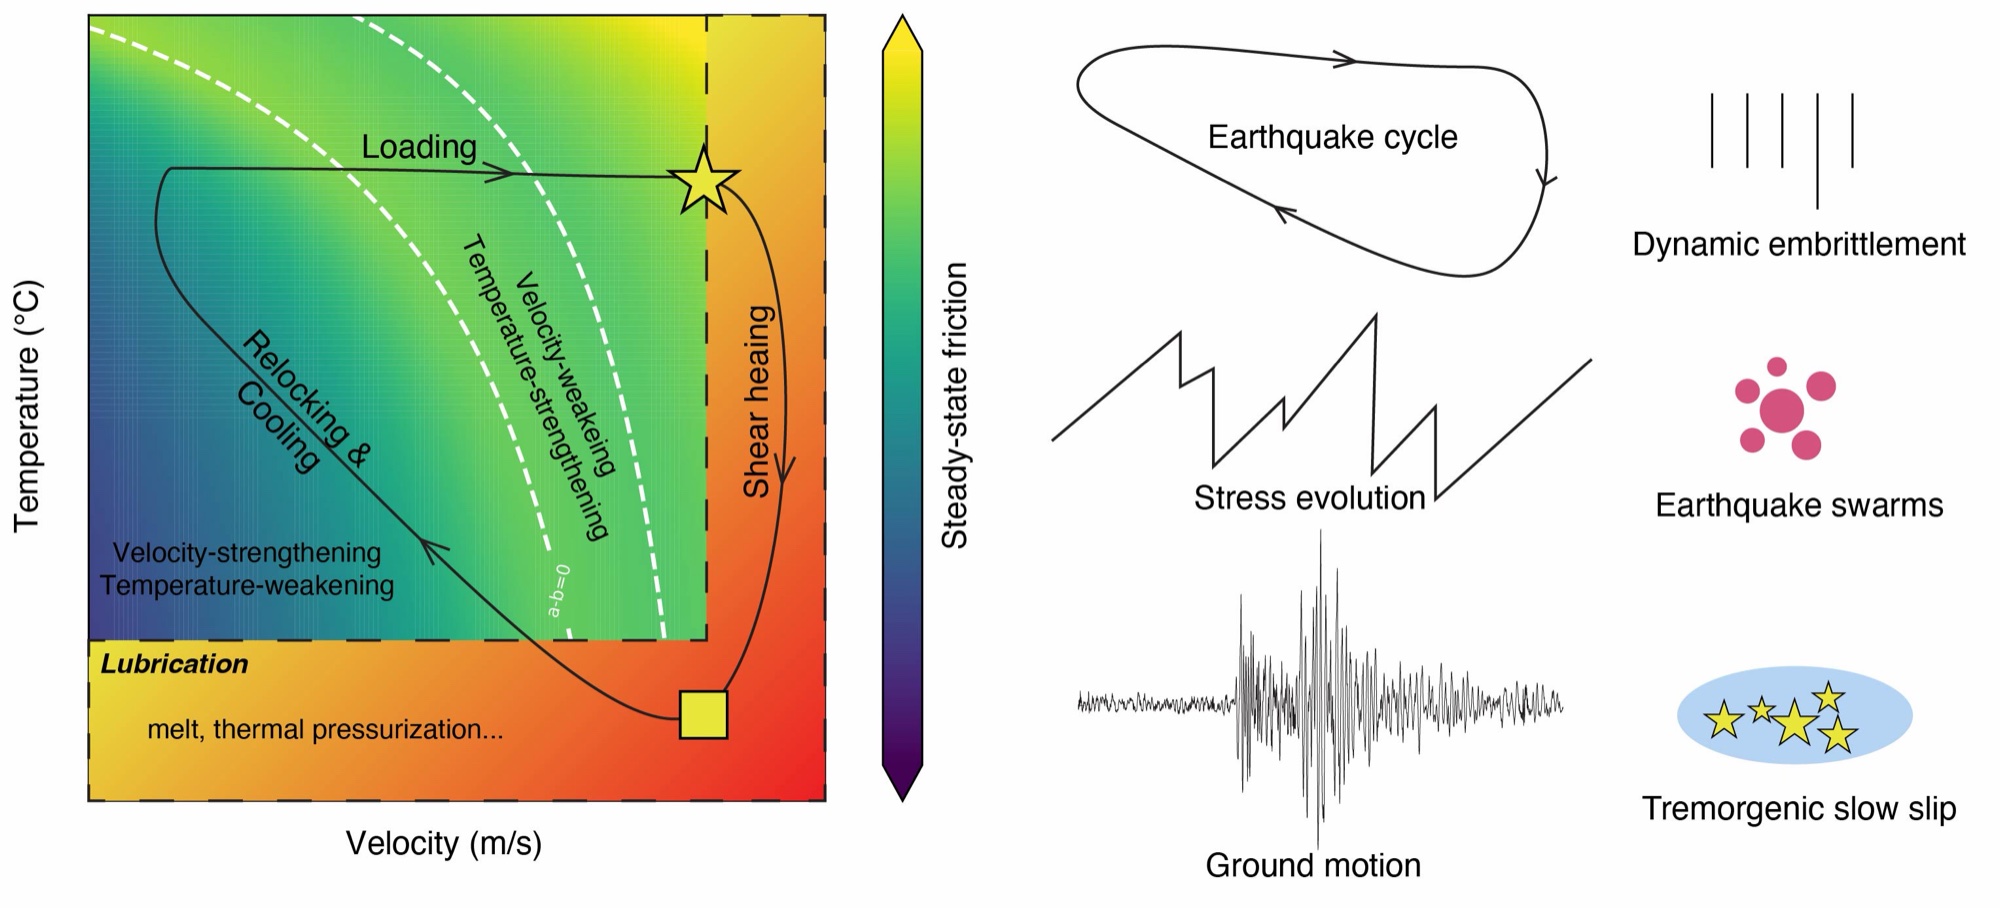 Temperature (°C)
Loading
Velocity-weakeing
Temperature-strengthening
Shear heaing
Relocking &
Cooling
Velocity-strengthening
Temperature-weakening
a-b=0
Lubrication
melt, thermal pressurization...
Velocity (m/s)
Steady-state friction
Earthquake cycle
Dynamic embrittlement
Stress evolution
Earthquake swarms
Ground motion
Tremorgenic slow slip